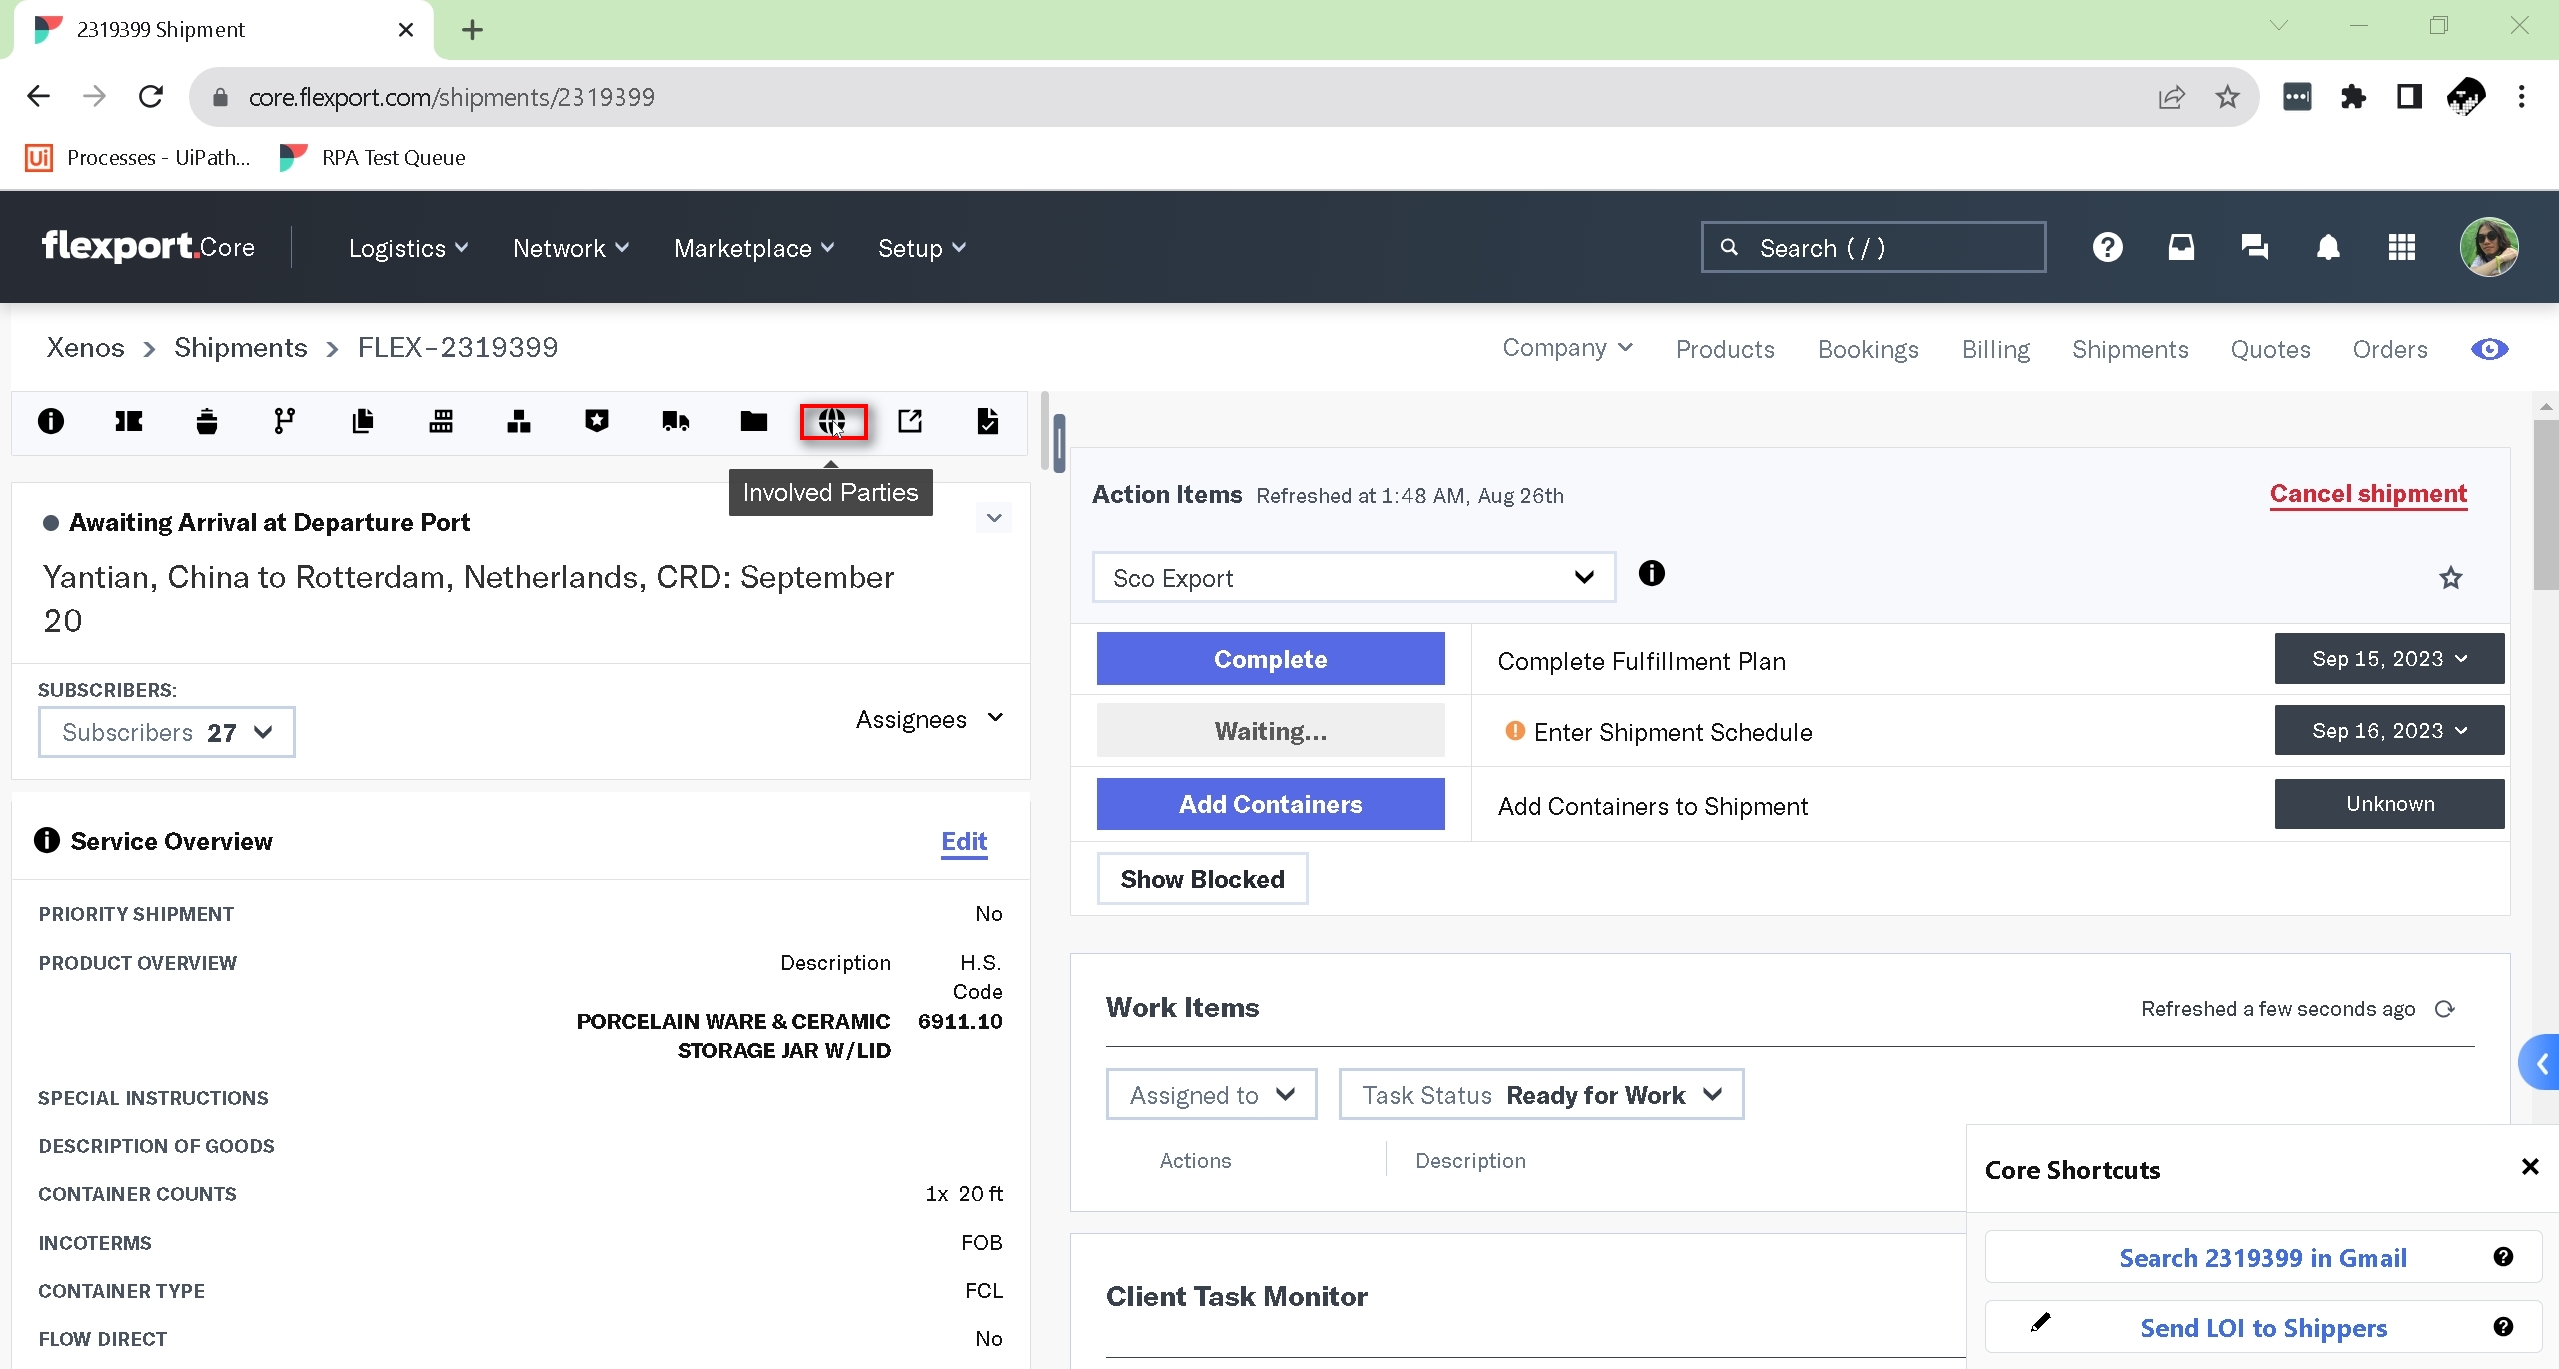 2319399 Shipment
core.flexport.com/shipments/2319399
Ui Processes - UiPath... RPA Test Queue
flexport.Core Logistics Network Marketplace Setup Search ( / )
Xenos > Shipments > FLEX-2319399 Company Products Bookings Billing Shipments Quotes Orders
Involved Parties
Awaiting Arrival at Departure Port
Yantian, China to Rotterdam, Netherlands, CRD: September
20
SUBSCRIBERS:
Subscribers 27
Assignees
Service Overview Edit
PRIORITY SHIPMENT No
PRODUCT OVERVIEW Description H.S.
Code
PORCELAIN WARE & CERAMIC 6911.10
STORAGE JAR W/LID
SPECIAL INSTRUCTIONS
DESCRIPTION OF GOODS
CONTAINER COUNTS 1x 20 ft
INCOTERMS FOB
CONTAINER TYPE FCL
FLOW DIRECT No
Action Items Refreshed at 1:48 AM, Aug 26th Cancel shipment
Sco Export
Complete Complete Fulfillment Plan Sep 15, 2023
Waiting... Enter Shipment Schedule Sep 16, 2023
Add Containers Add Containers to Shipment Unknown
Show Blocked
Work Items Refreshed a few seconds ago
Assigned to Task Status Ready for Work
Actions Description
Client Task Monitor
Core Shortcuts
Search 2319399 in Gmail
Send LOI to Shippers